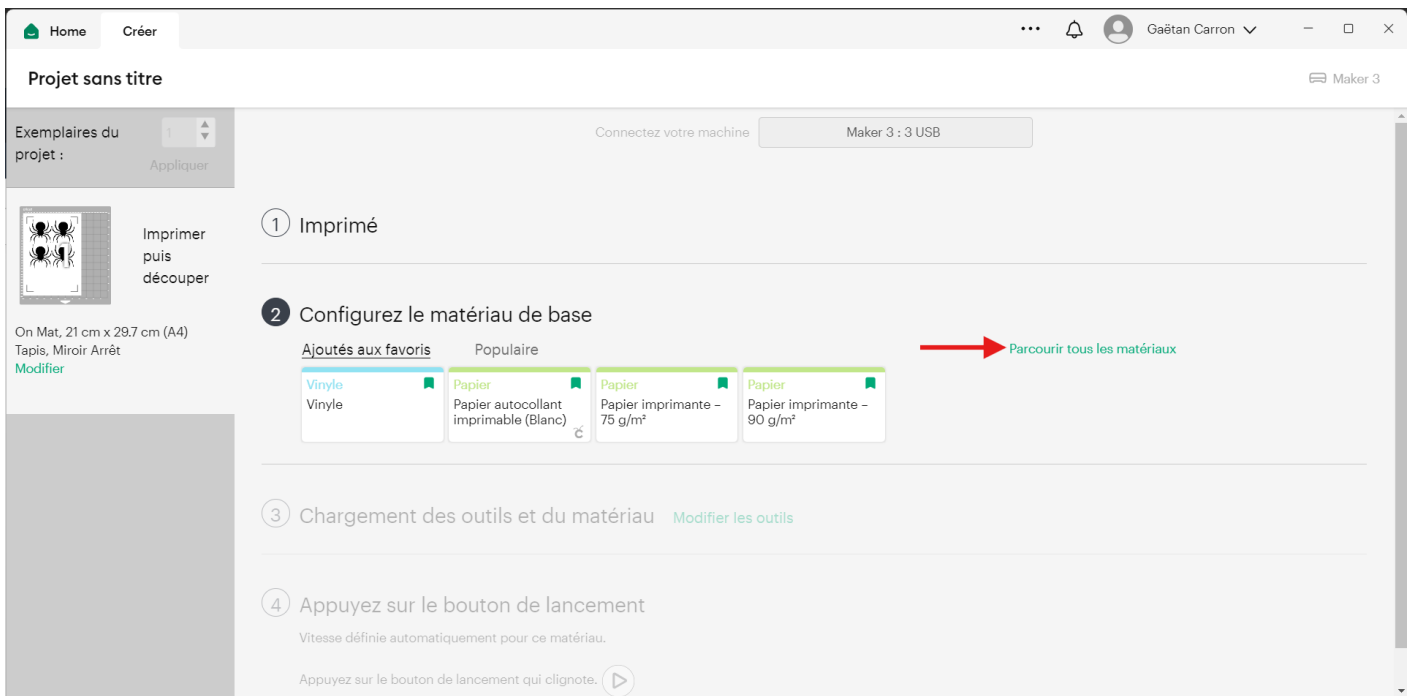 Home
Créer
Gaëtan Carron
Projet sans titre
Maker 3
Exemplaires du
projet :
1
Appliquer
Connectez votre machine
Maker 3 : 3 USB
Imprimer
puis
découper
On Mat, 21 cm x 29.7 cm (A4)
Tapis, Miroir Arrêt
Modifier
1 Imprimé
2 Configurez le matériau de base
Ajoutés aux favoris
Populaire
Parcourir tous les matériaux
Vinyle
Vinyle
Papier
Papier autocollant
imprimable (Blanc)
Papier
Papier imprimante –
75 g/m²
Papier
Papier imprimante –
90 g/m²
3 Chargement des outils et du matériau Modifier les outils
4 Appuyez sur le bouton de lancement
Vitesse définie automatiquement pour ce matériau.
Appuyez sur le bouton de lancement qui clignote.